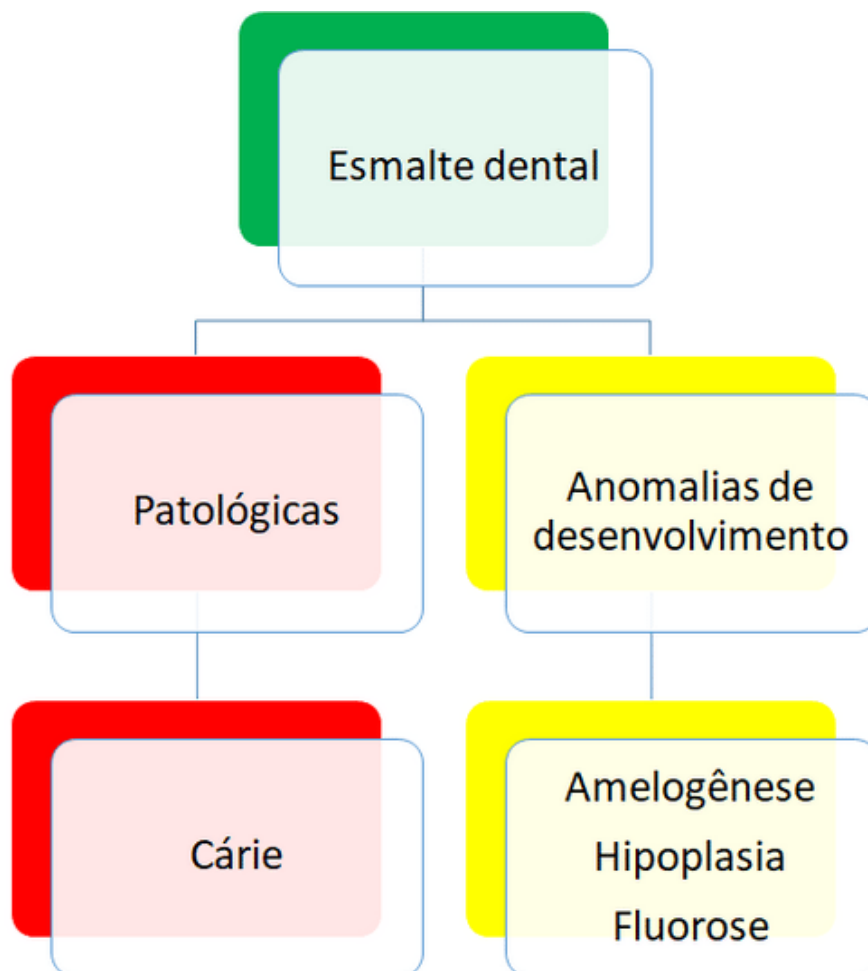 Esmalte dental
Patológicas
Anomalias de
desenvolvimento
Cárie
Amelogênese
Hipoplasia
Fluorose